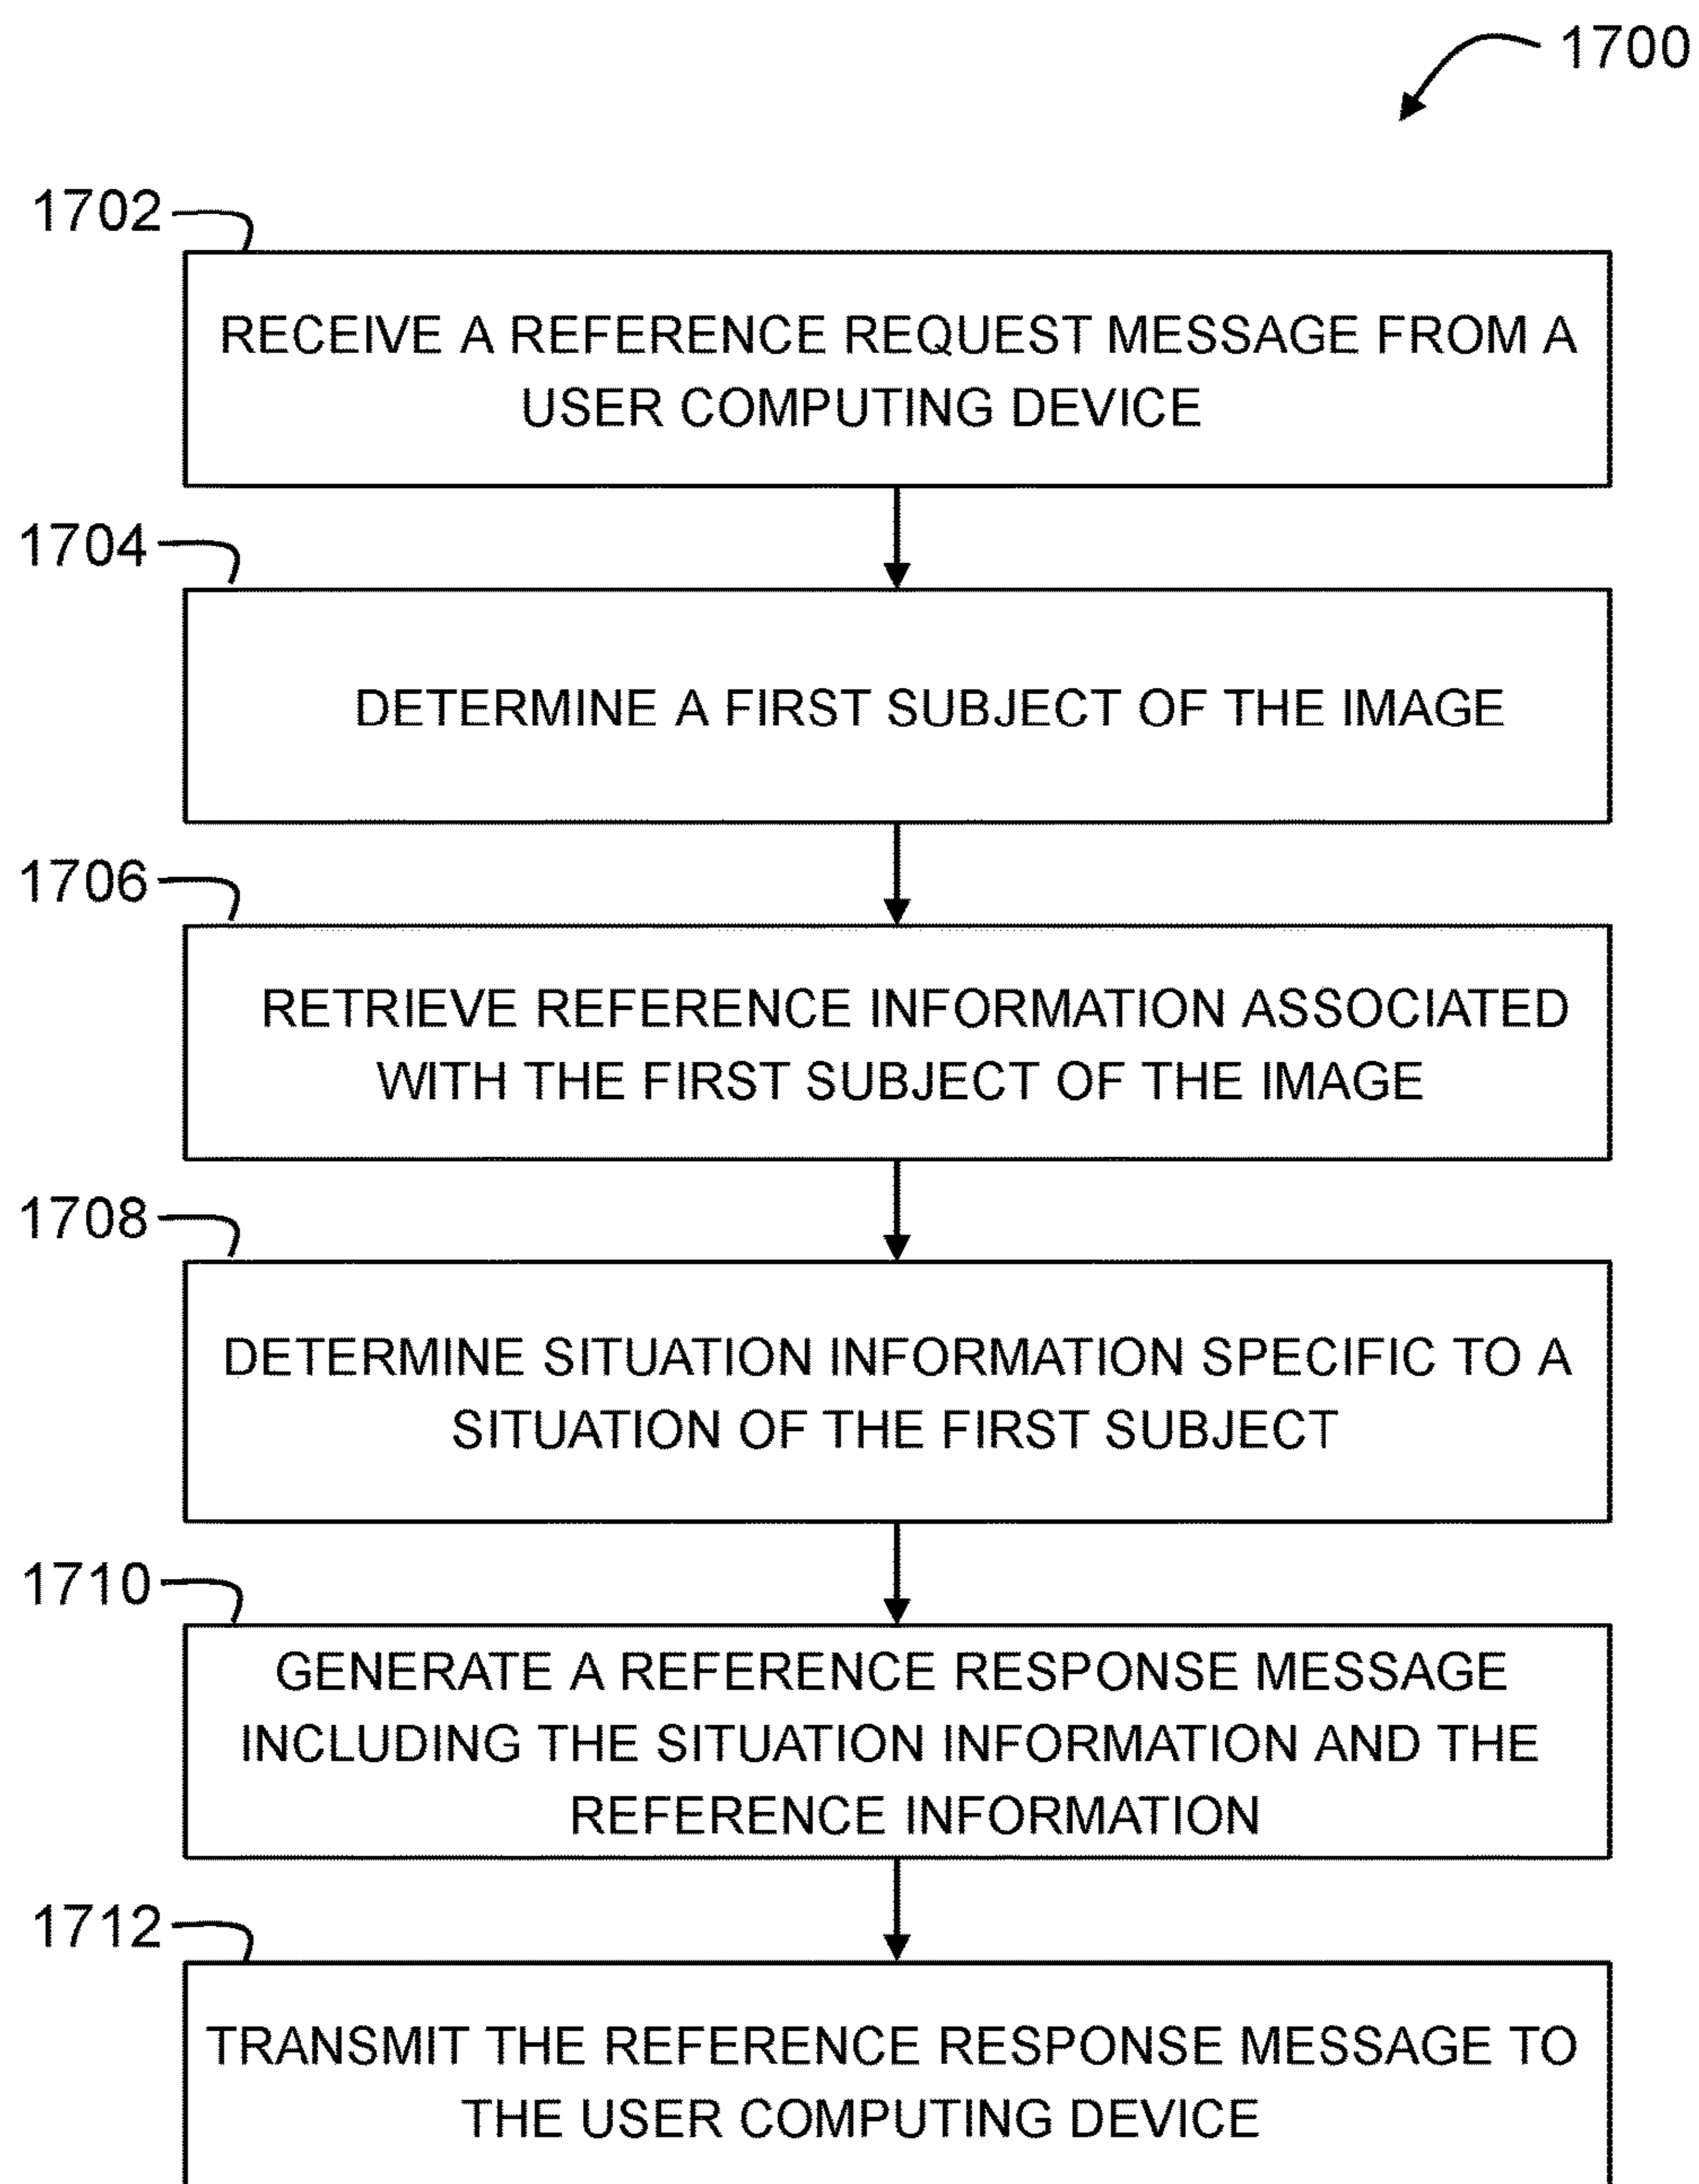 1700
1702
RECEIVE A REFERENCE REQUEST MESSAGE FROM A
USER COMPUTING DEVICE
1704
DETERMINE A FIRST SUBJECT OF THE IMAGE
1706
RETRIEVE REFERENCE INFORMATION ASSOCIATED
WITH THE FIRST SUBJECT OF THE IMAGE
1708
DETERMINE SITUATION INFORMATION SPECIFIC TO A
SITUATION OF THE FIRST SUBJECT
1710
GENERATE A REFERENCE RESPONSE MESSAGE
INCLUDING THE SITUATION INFORMATION AND THE
REFERENCE INFORMATION
1712
TRANSMIT THE REFERENCE RESPONSE MESSAGE TO
THE USER COMPUTING DEVICE